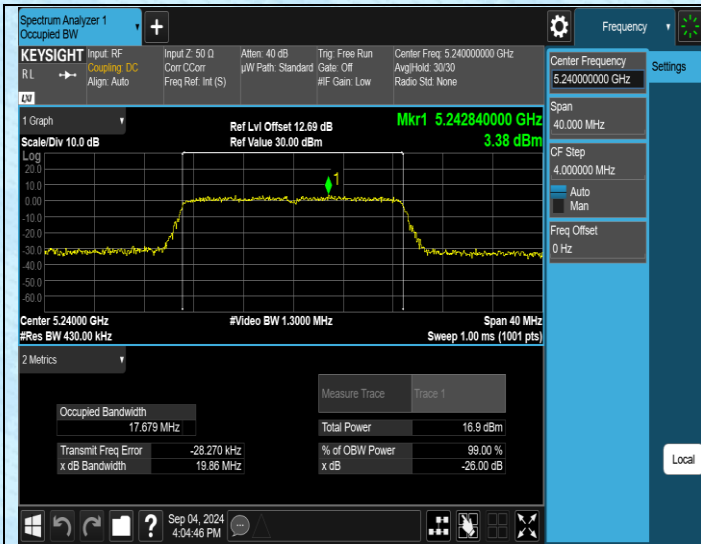 Spectrum Analyzer 1
Occupied BW
+
Frequency
KEYSIGHT
RL
LXI
Input: RF
Coupling: DC
Align: Auto
Input Z: 50 Ω
Corr CCorr
Freq Ref: Int (S)
Atten: 40 dB
µW Path: Standard
Trig: Free Run
Gate: Off
#IF Gain: Low
Center Freq: 5.240000000 GHz
Avg|Hold: 30/30
Radio Std: None
Center Frequency
5.240000000 GHz
Settings
Span
40.000 MHz
CF Step
4.000000 MHz
Auto
Man
Freq Offset
0 Hz
1 Graph
Scale/Div 10.0 dB
Ref Lvl Offset 12.69 dB
Ref Value 30.00 dBm
Mkr1 5.242840000 GHz
3.38 dBm
Log
20.0
10.0
0.00
-10.0
-20.0
-30.0
-40.0
-50.0
-60.0
1
Center 5.24000 GHz
#Res BW 430.00 kHz
#Video BW 1.3000 MHz
Span 40 MHz
Sweep 1.00 ms (1001 pts)
2 Metrics
Measure Trace Trace 1
Occupied Bandwidth
17.679 MHz
Total Power 16.9 dBm
Transmit Freq Error -28.270 kHz
% of OBW Power 99.00 %
x dB Bandwidth 19.86 MHz
x dB -26.00 dB
Local
?
Sep 04, 2024
4:04:46 PM